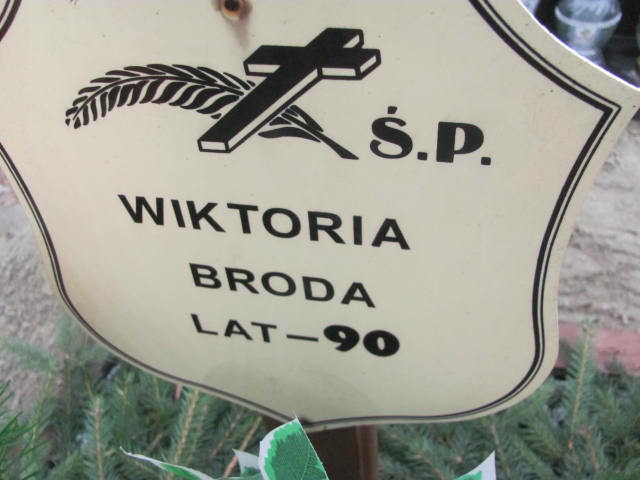 Ś.P.
WIKTORIA
BRODA
LAT-90